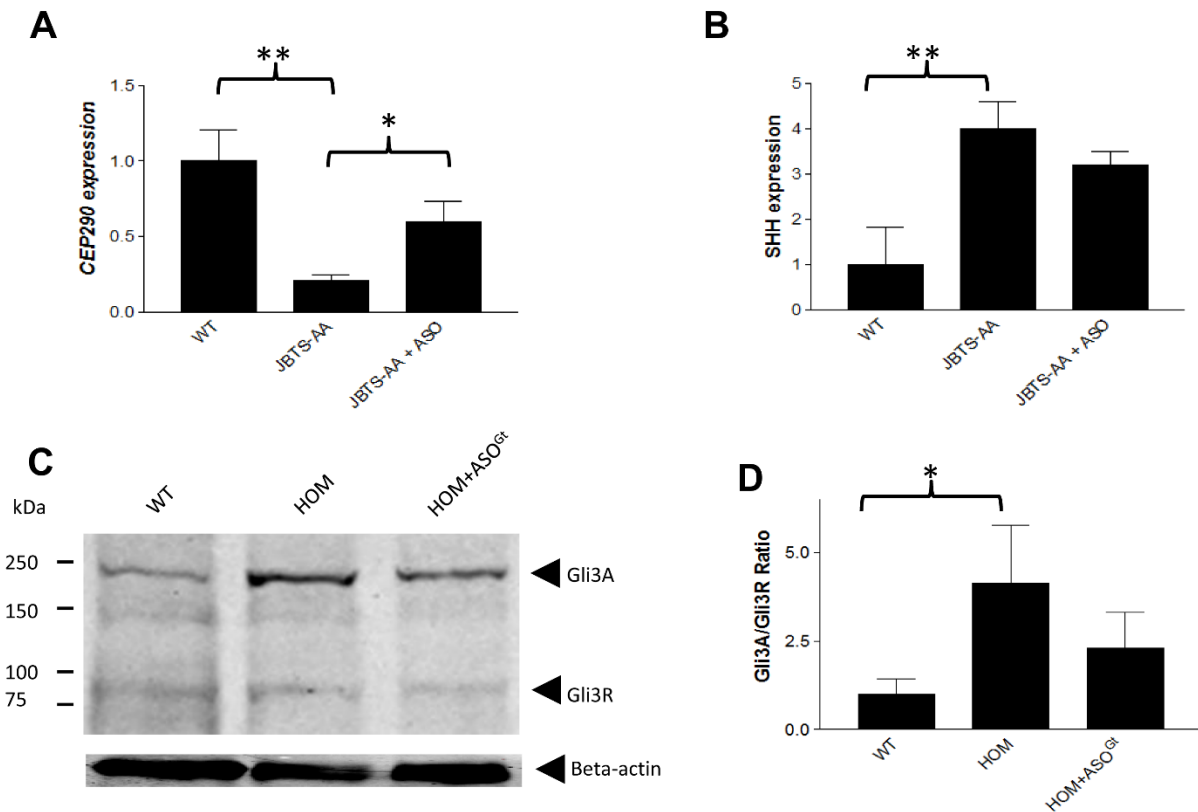 A
**
*
CEP290 expression
1.5
1.0
0.5
0.0
WT
JBTS-AA
JBTS-AA + ASO
B
**
SHH expression
5
4
3
2
1
0
WT
JBTS-AA
JBTS-AA + ASO
C
kDa
WT
HOM
HOM+ASOGt
250
150
100
75
Gli3A
Gli3R
Beta-actin
D
*
Gli3A/Gli3R Ratio
5.0
2.5
0.0
WT
HOM
HOM+ASOGt